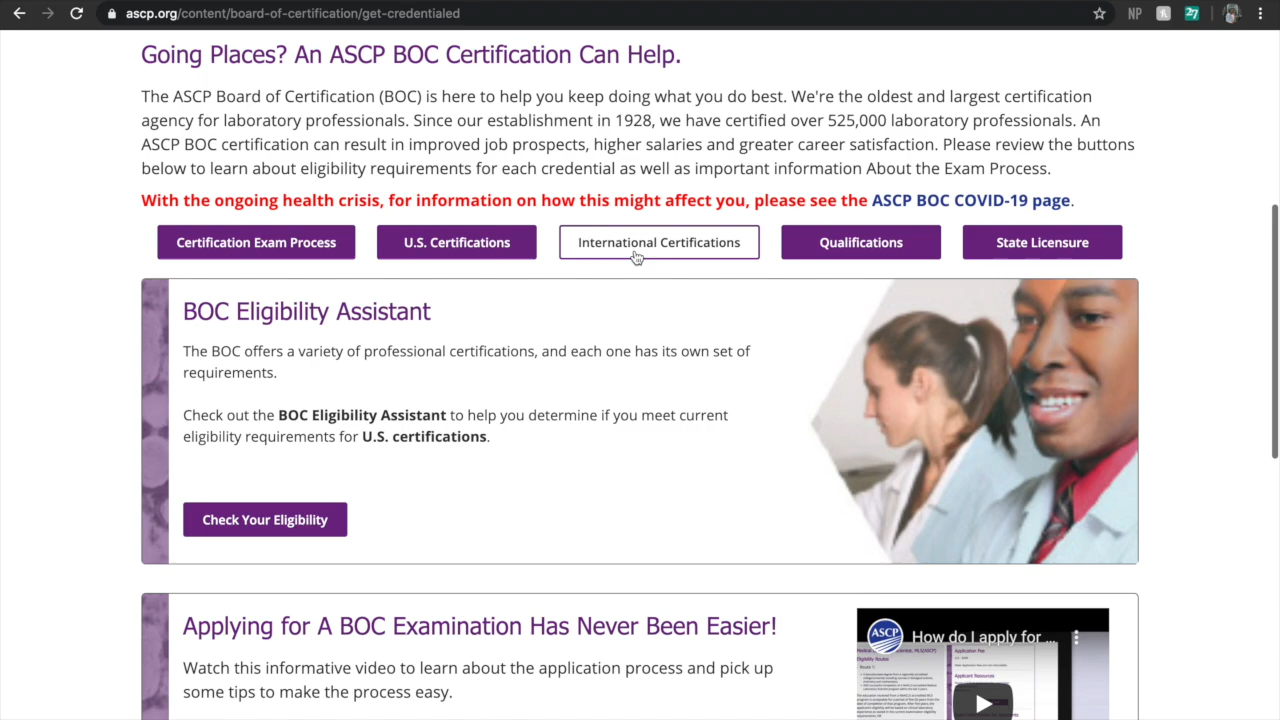 ascp.org/content/board-of-certification/get-credentialed
NP
27
Going Places? An ASCP BOC Certification Can Help.
The ASCP Board of Certification (BOC) is here to help you keep doing what you do best. We're the oldest and largest certification
agency for laboratory professionals. Since our establishment in 1928, we have certified over 525,000 laboratory professionals. An
ASCP BOC certification can result in improved job prospects, higher salaries and greater career satisfaction. Please review the buttons
below to learn about eligibility requirements for each credential as well as important information About the Exam Process.
With the ongoing health crisis, for information on how this might affect you, please see the ASCP BOC COVID-19 page.
Certification Exam Process
U.S. Certifications
International Certifications
Qualifications
State Licensure
BOC Eligibility Assistant
The BOC offers a variety of professional certifications, and each one has its own set of
requirements.
Check out the BOC Eligibility Assistant to help you determine if you meet current
eligibility requirements for U.S. certifications.
Check Your Eligibility
Applying for A BOC Examination Has Never Been Easier!
Watch our informative video to learn about the application process and pick up
some tips to make the process easy.
ASCP
How do I apply for ...
Eligibility Routes
Application Fee
Applicant Resources